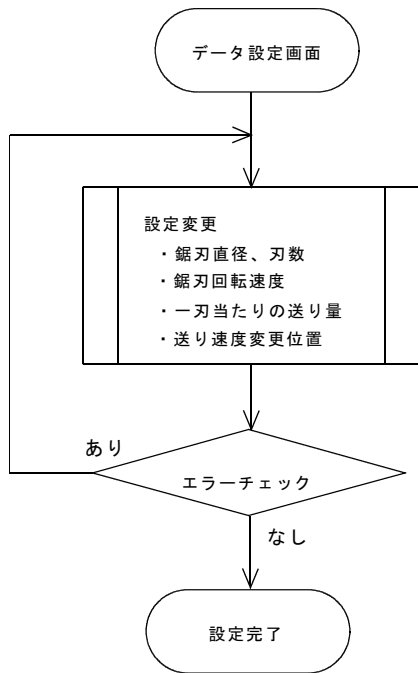 データ設定画面
設定変更
・鋸刃直径、刃数
・鋸刃回転速度
・一刃当たりの送り量
・送り速度変更位置
あり
エラーチェック
なし
設定完了